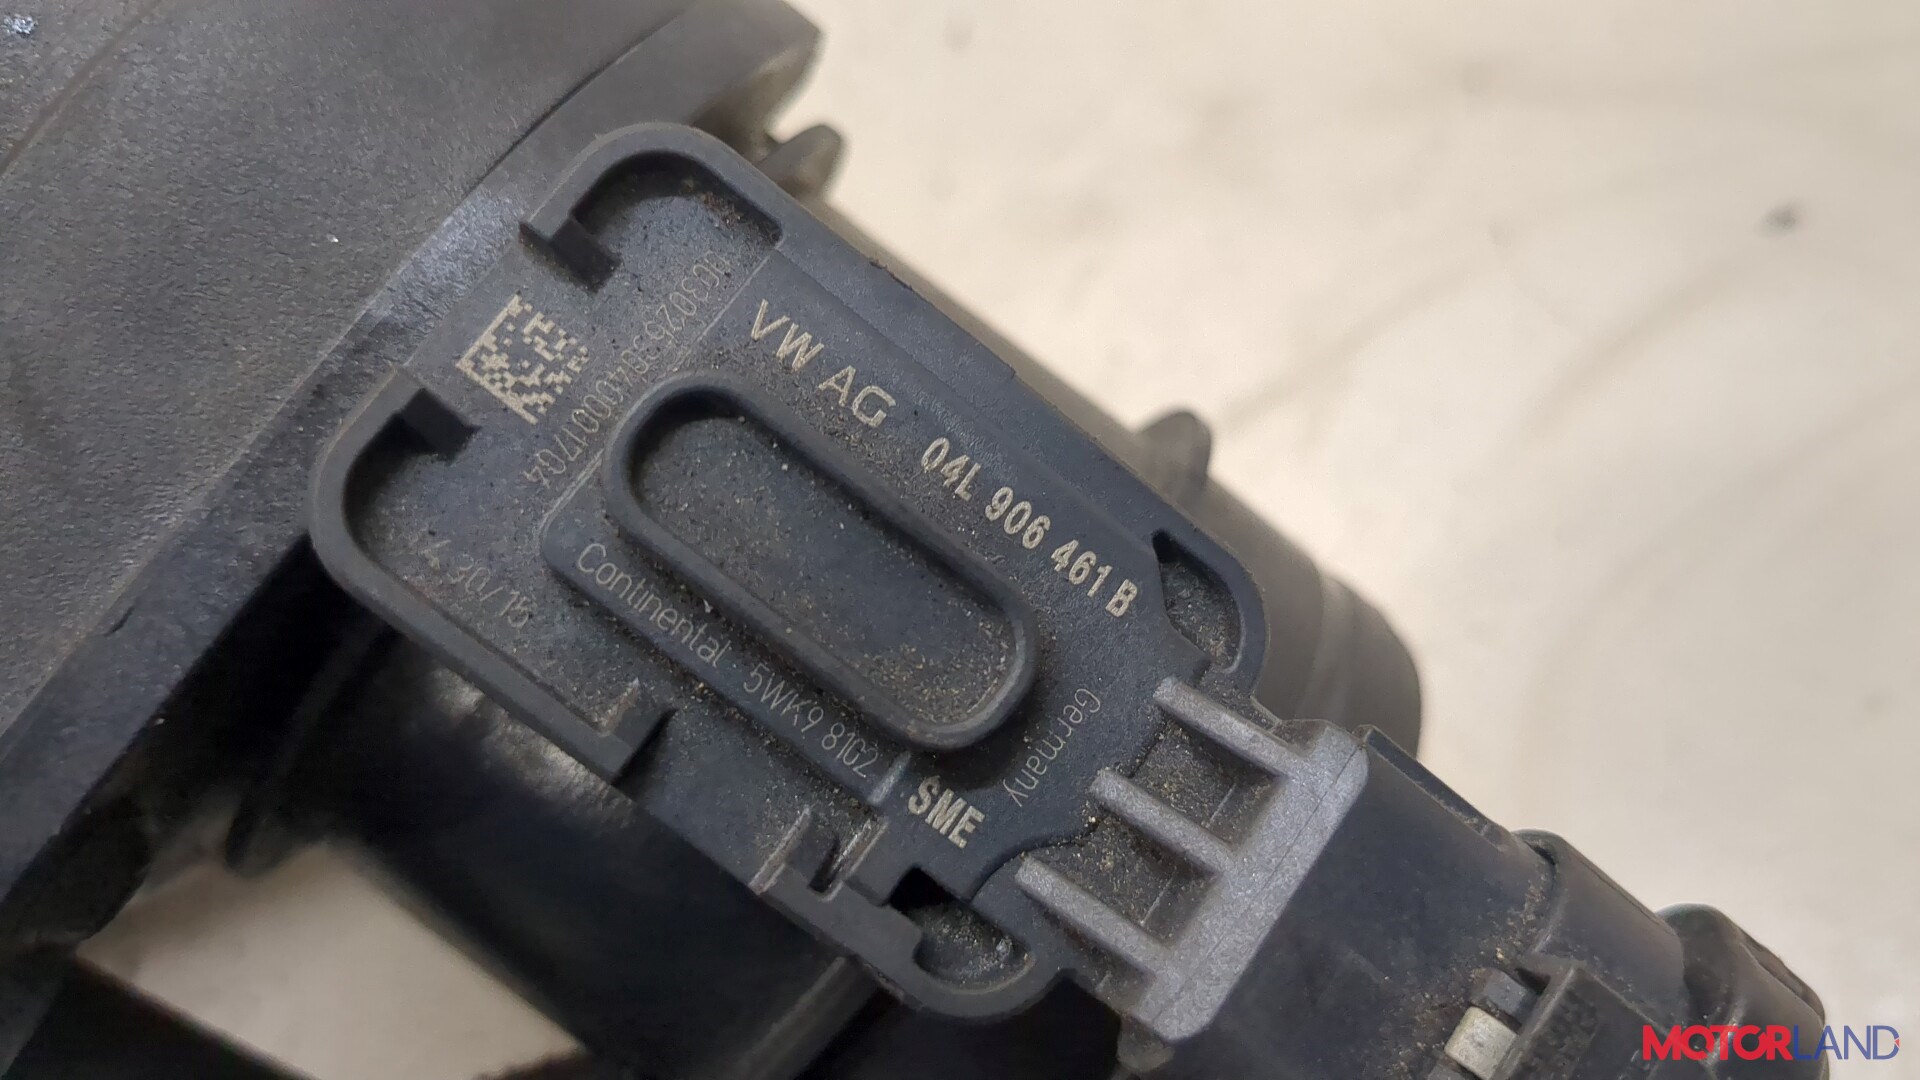 VW AG 04L 906 461 B
Continental 5WK9 8102
SME
Germany
30/15
MOTORLAND